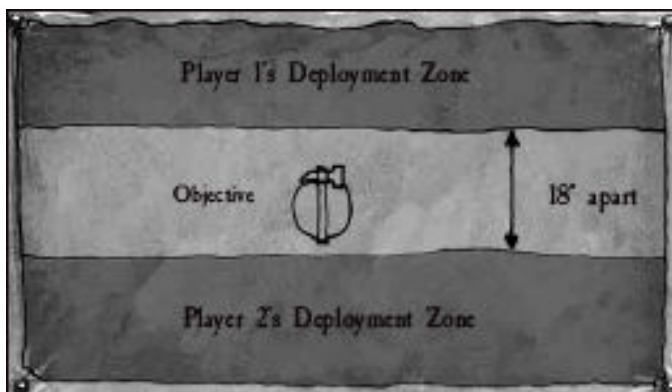 Player 1's Deployment Zone
Objective
18" apart
Player 2's Deployment Zone